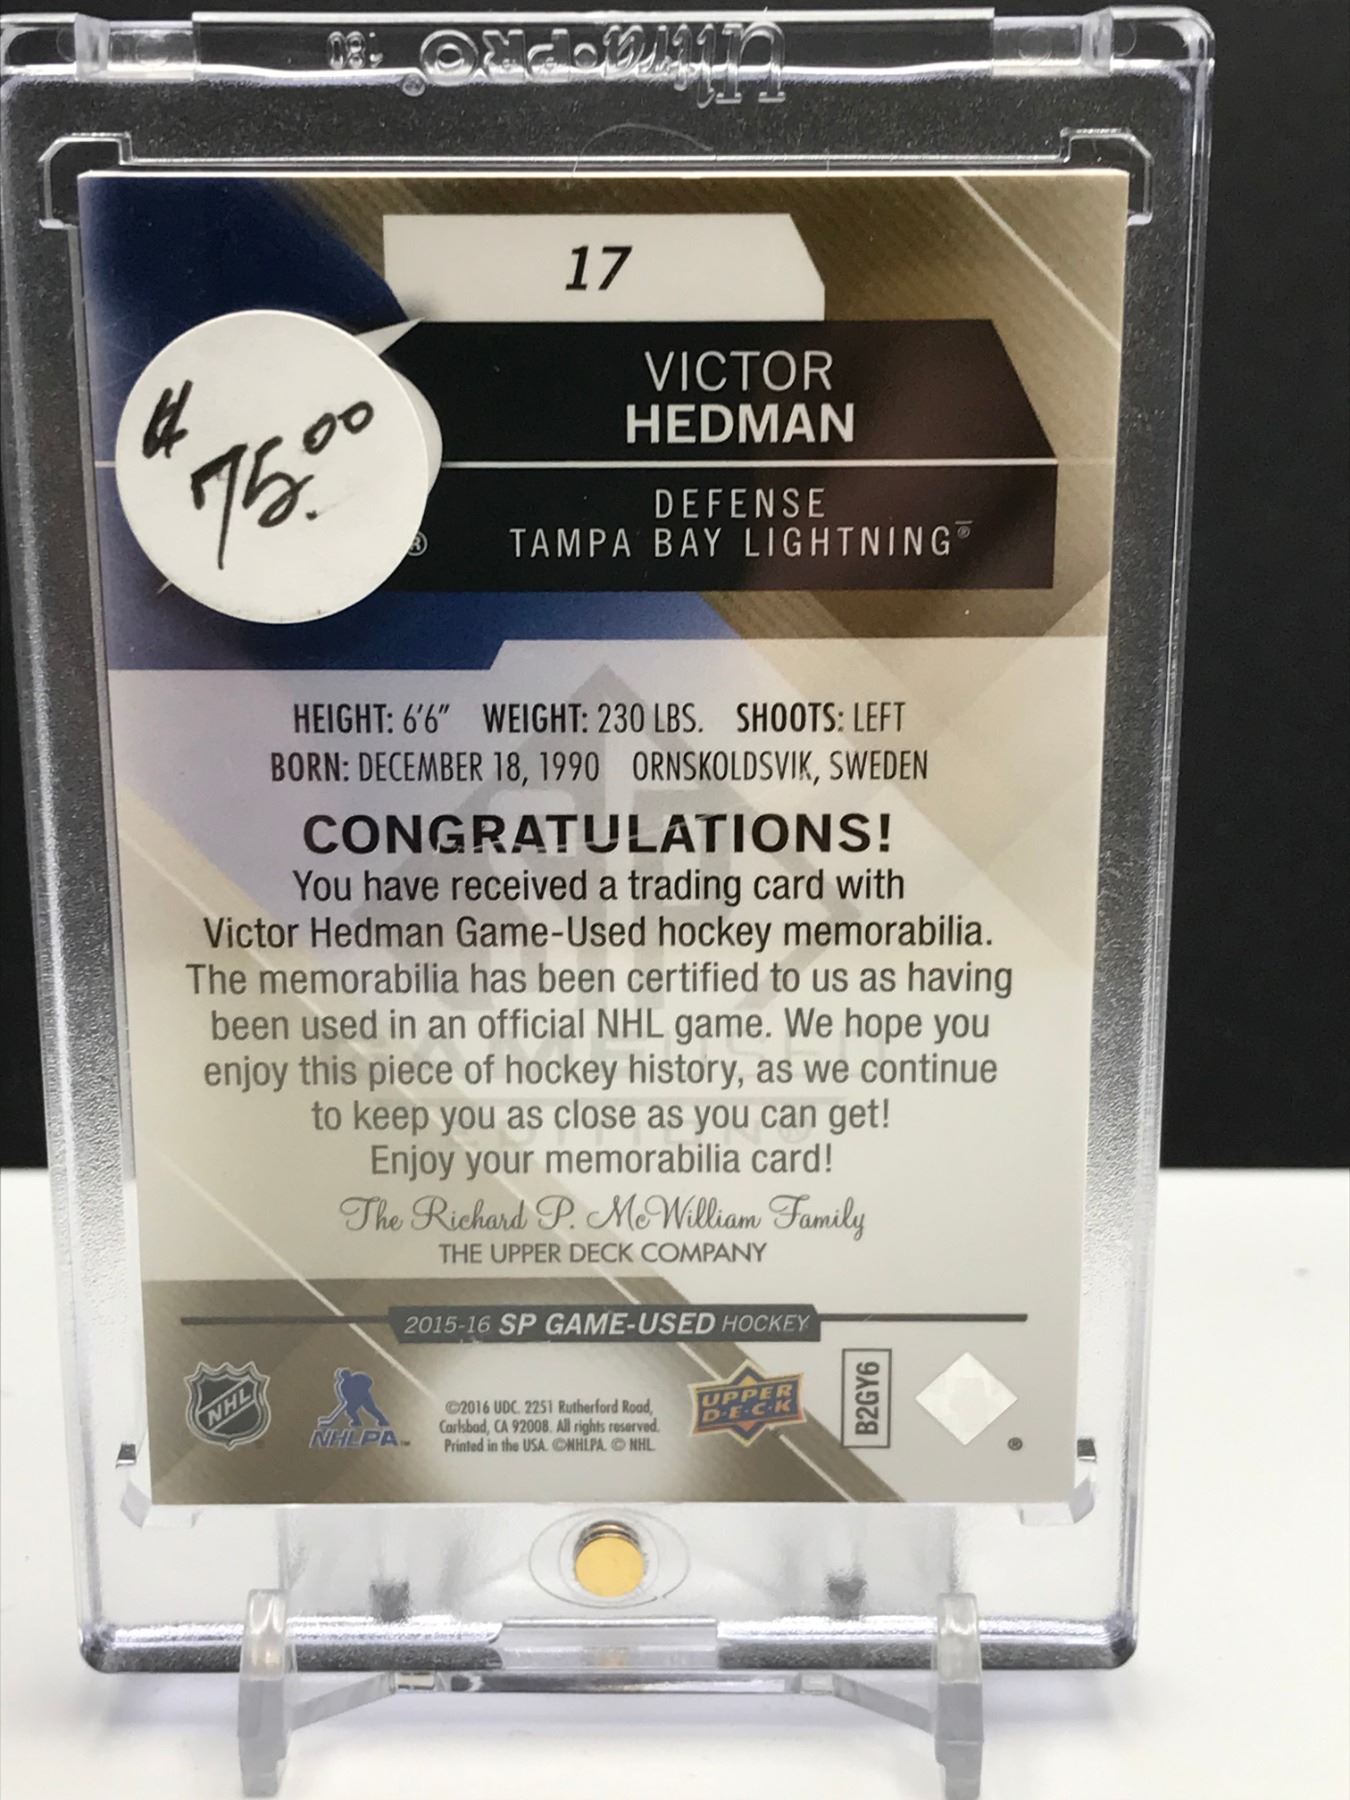 Ultra•PRO® 180
17
VICTOR
HEDMAN
$75.00
DEFENSE
TAMPA BAY LIGHTNING®
®
HEIGHT: 6'6" WEIGHT: 230 LBS. SHOOTS: LEFT
BORN: DECEMBER 18, 1990 ORNSKOLDSVIK, SWEDEN
CONGRATULATIONS!
You have received a trading card with
Victor Hedman Game-Used hockey memorabilia.
The memorabilia has been certified to us as having
been used in an official NHL game. We hope you
enjoy this piece of hockey history, as we continue
to keep you as close as you can get!
Enjoy your memorabilia card!
The Richard P. McWilliam Family
THE UPPER DECK COMPANY
2015-16 SP GAME-USED HOCKEY
NHL
NHLPA™
©2016 UDC. 2251 Rutherford Road,
Carlsbad, CA 92008. All rights reserved.
Printed in the USA. ©NHLPA. © NHL.
UPPER
D•E•C•K
B2GY6
®